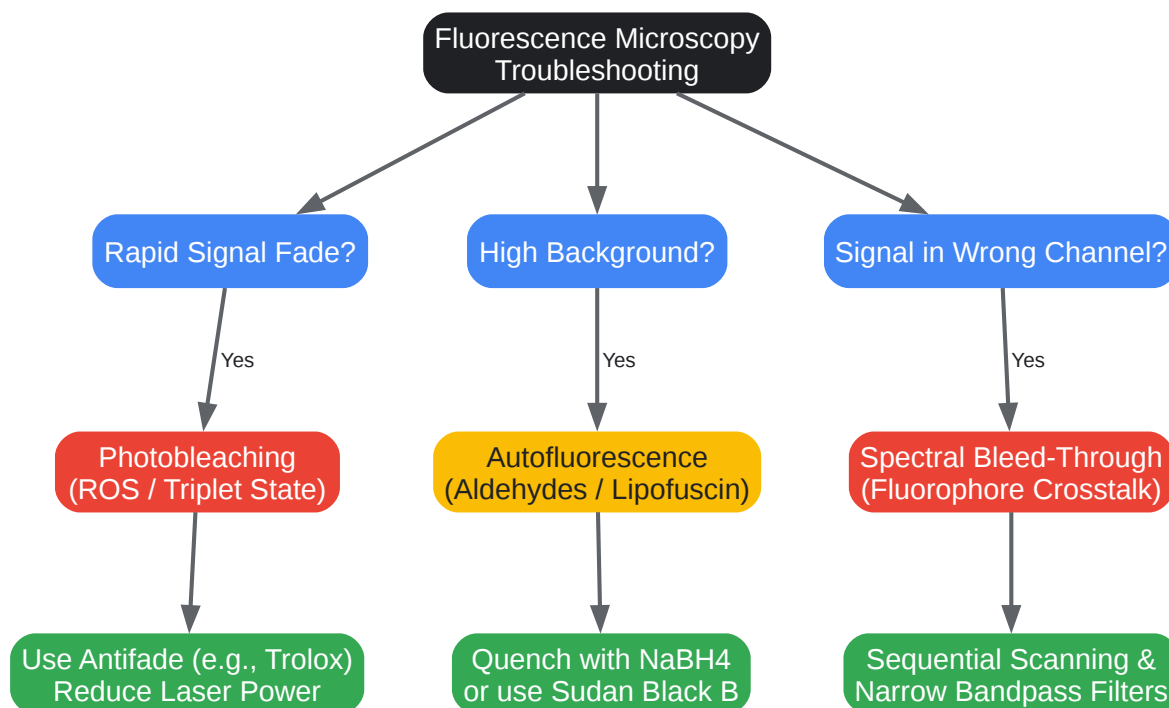 Fluorescence Microscopy
Troubleshooting
Rapid Signal Fade?
High Background?
Signal in Wrong Channel?
Yes
Yes
Yes
Photobleaching
(ROS / Triplet State)
Autofluorescence
(Aldehydes / Lipofuscin)
Spectral Bleed-Through
(Fluorophore Crosstalk)
Use Antifade (e.g., Trolox)
Reduce Laser Power
Quench with NaBH4
or use Sudan Black B
Sequential Scanning &
Narrow Bandpass Filters